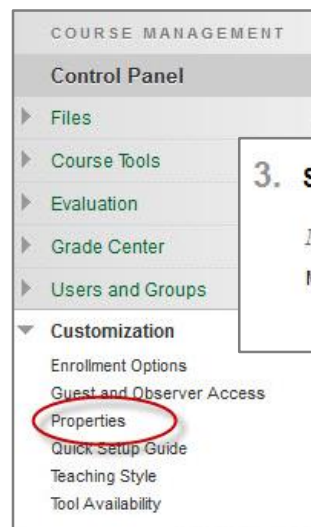 COURSE MANAGEMENT
Control Panel
Files
Course Tools
Evaluation
Grade Center
Users and Groups
Customization
Enrollment Options
Guest and Observer Access
Properties
Quick Setup Guide
Teaching Style
Tool Availability
3.